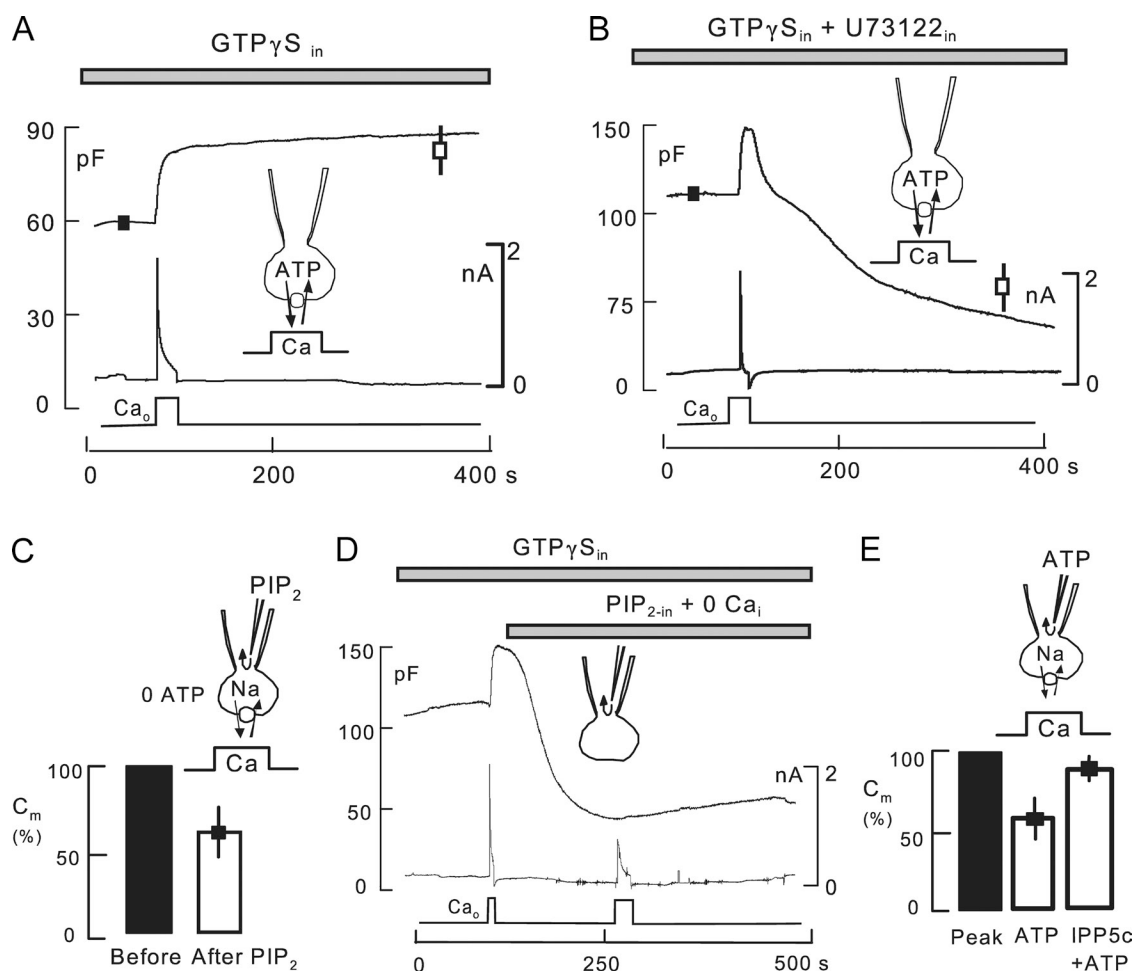 A
GTPγS in
90
pF
60
30
0
ATP
Ca
2
nA
0
Cao
0 200 400 s
B
GTPγSin + U73122in
150
pF
100
75
0
ATP
Ca
2
nA
0
Cao
0 200 400 s
C
PIP2
0 ATP
Na
Ca
100
Cm
(%)
50
0
Before After PIP2
D
GTPγSin
PIP2-in + 0 Cai
150
pF
100
50
0
nA
2
0
Cao
0 250 500 s
E
ATP
Na
Ca
100
Cm
(%)
50
0
Peak ATP IPP5c
+ATP